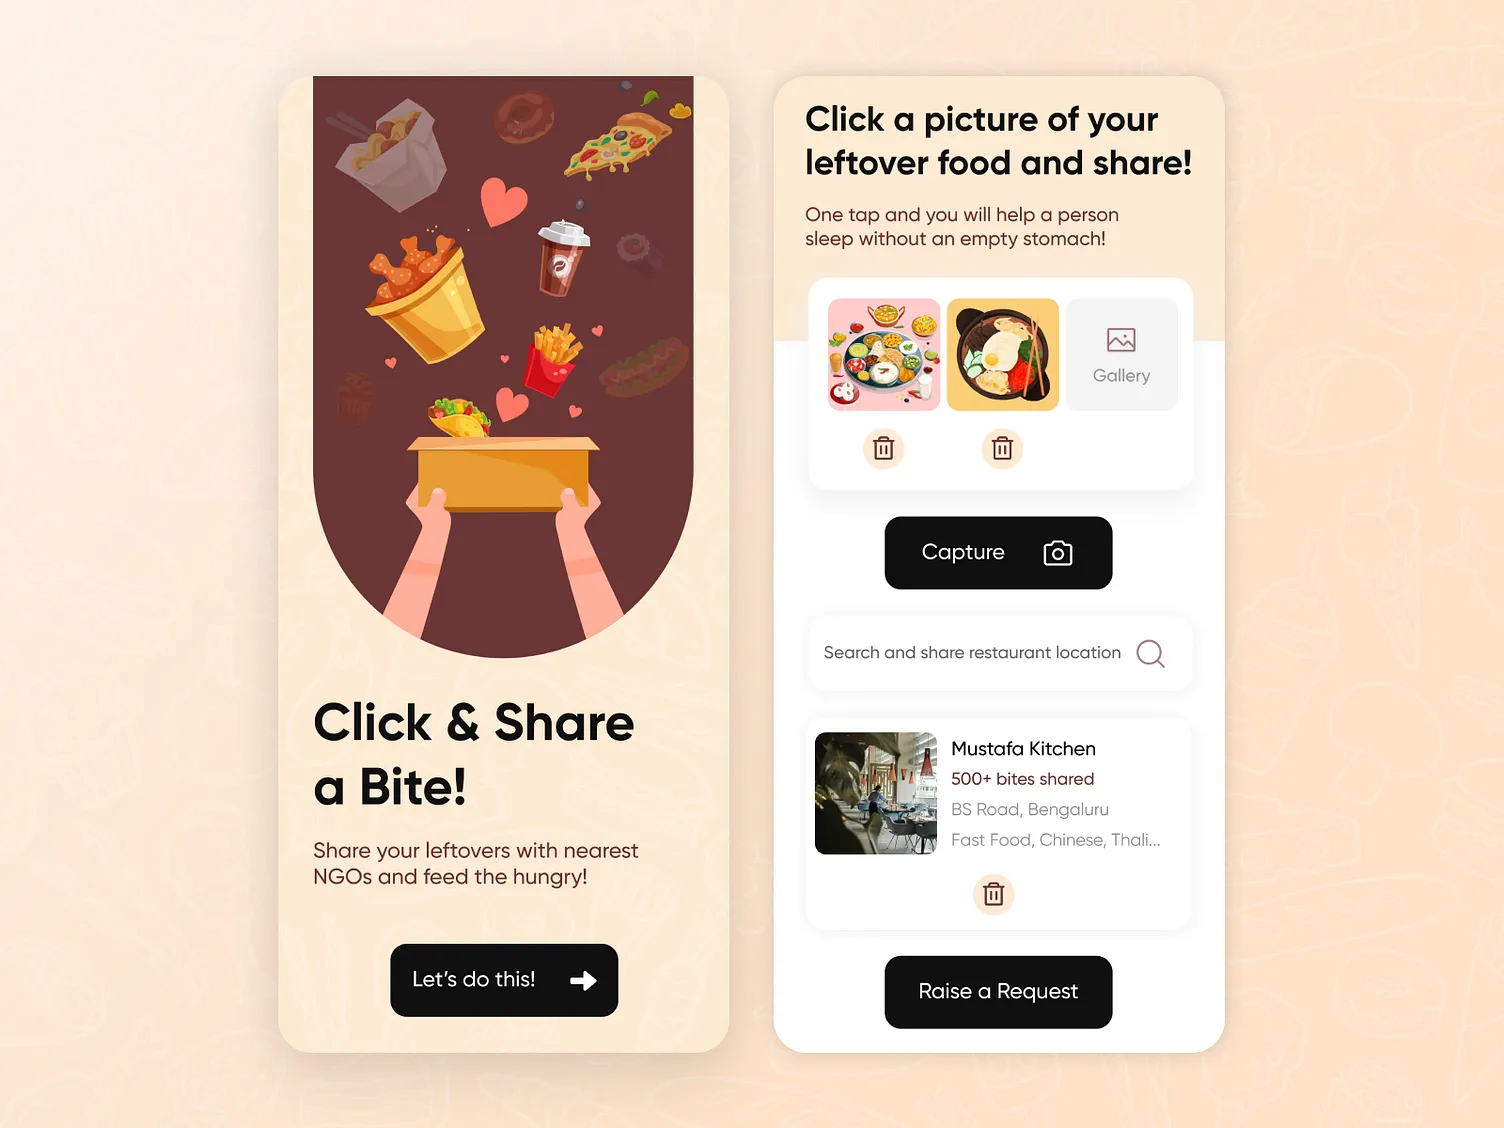 Click & Share
a Bite!
Share your leftovers with nearest
NGOs and feed the hungry!
Let's do this!
Click a picture of your
leftover food and share!
One tap and you will help a person
sleep without an empty stomach!
Gallery
Capture
Search and share restaurant location
Mustafa Kitchen
500+ bites shared
BS Road, Bengaluru
Fast Food, Chinese, Thali...
Raise a Request